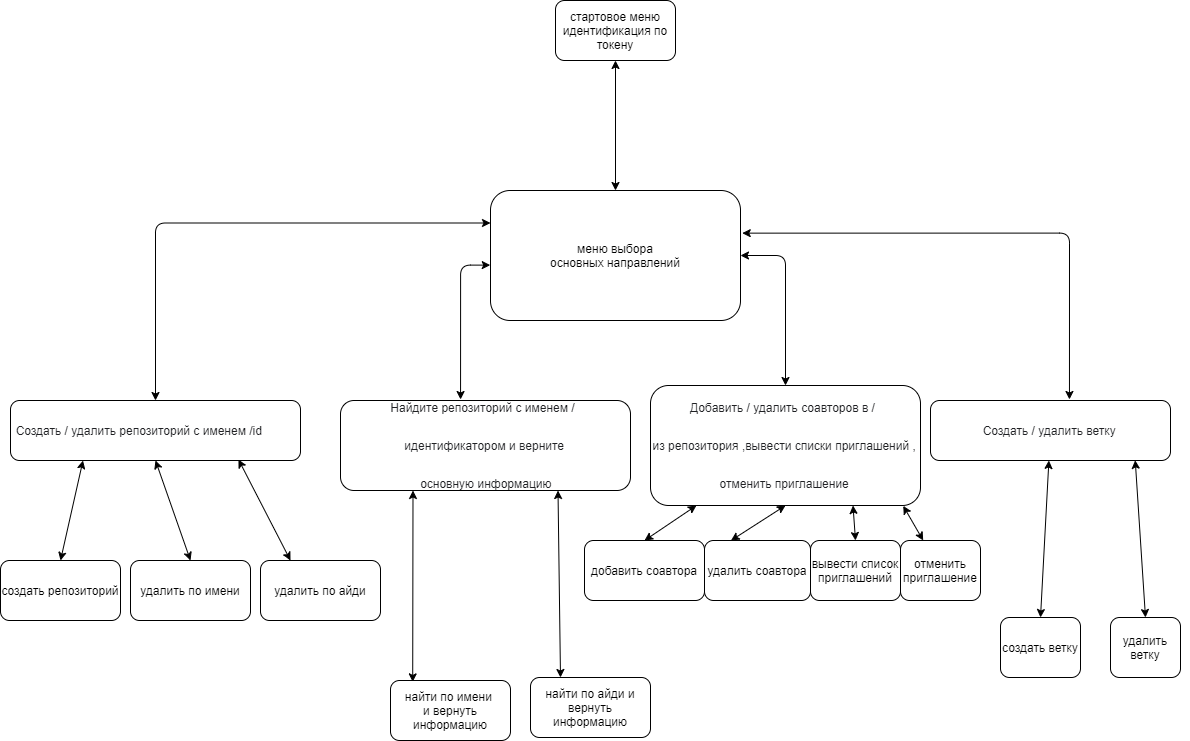 стартовое меню
идентификация по
токену
меню выбора
основных направлений
Создать / удалить репозиторий с именем /id
Найдите репозиторий с именем /
идентификатором и верните
основную информацию
Добавить / удалить соавторов в /
из репозитория ,вывести списки приглашений ,
отменить приглашение
Создать / удалить ветку
создать репозиторий
удалить по имени
удалить по айди
добавить соавтора
удалить соавтора
вывести список
приглашений
отменить
приглашение
создать ветку
удалить
ветку
найти по имени
и вернуть
информацию
найти по айди и
вернуть
информацию